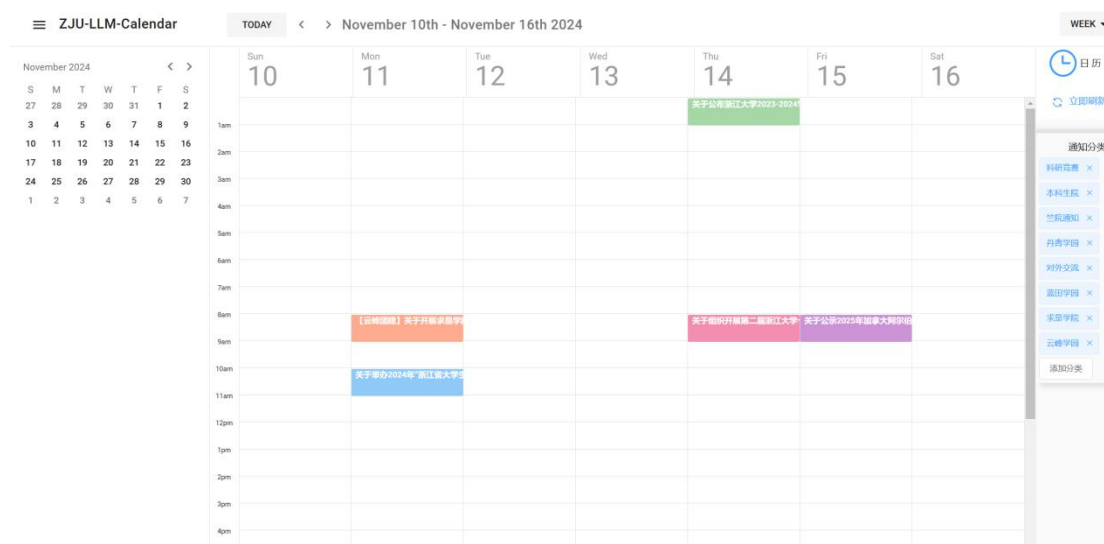 ZJU-LLM-Calendar
TODAY
November 10th - November 16th 2024
WEEK
November 2024
S M T W T F S
27 28 29 30 31 1 2
3 4 5 6 7 8 9
10 11 12 13 14 15 16
17 18 19 20 21 22 23
24 25 26 27 28 29 30
1 2 3 4 5 6 7
Sun Mon Tue Wed Thu Fri Sat
10 11 12 13 14 15 16
关于公布浙江大学2023-2024
1am
2am
3am
4am
5am
6am
7am
8am
【云峰团建】关于开展求是学
关于组织开展第二届浙江大学
关于公示2025年加拿大阿尔伯
9am
10am
关于举办2024年“浙江省大学生
11am
12pm
1pm
2pm
3pm
4pm
日历
立即刷新
通知分类
科研竞赛 ×
本科生院 ×
竺院通知 ×
丹青学园 ×
对外交流 ×
蓝田学园 ×
求是学院 ×
云峰学园 ×
添加分类